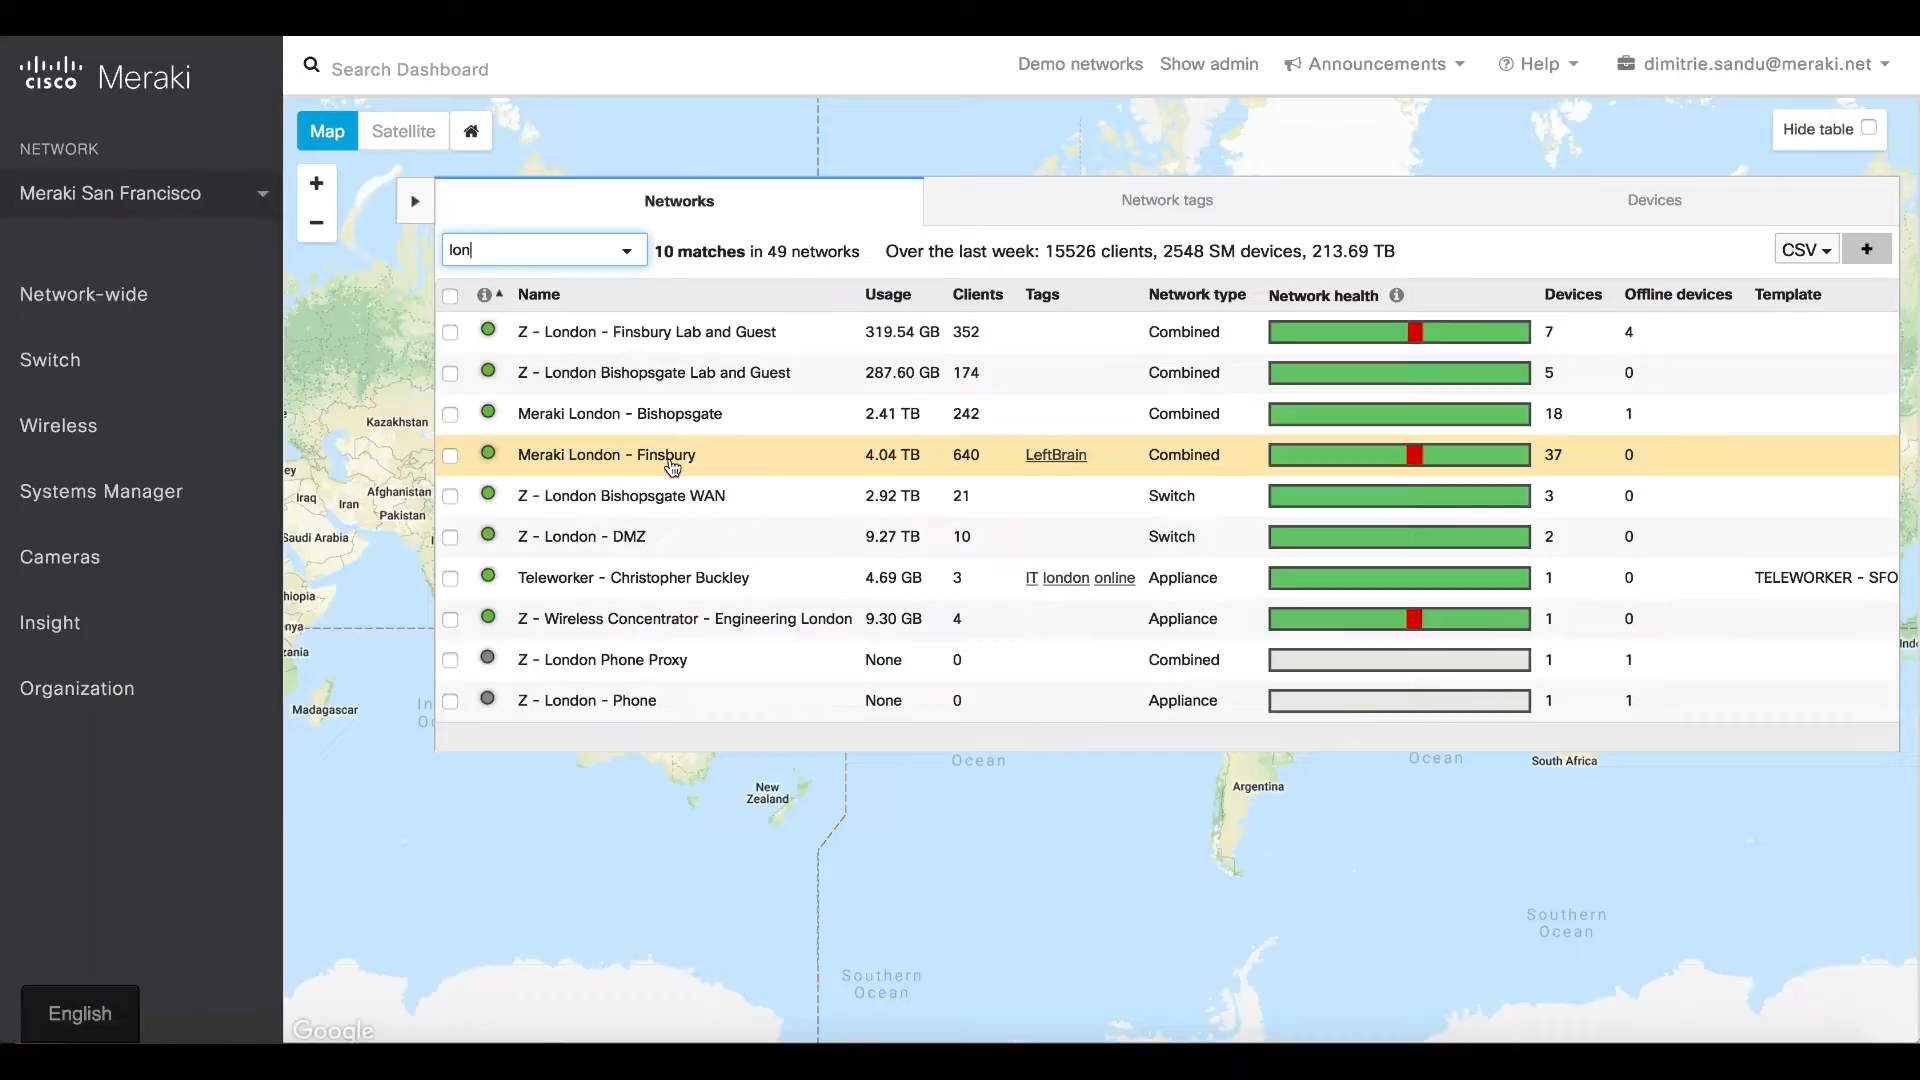 cisco Meraki
Search Dashboard
Demo networks Show admin Announcements Help dimitrie.sandu@meraki.net
NETWORK
Meraki San Francisco
Network-wide
Switch
Wireless
Systems Manager
Cameras
Insight
Organization
English
Map Satellite
Hide table
+
−
Networks Network tags Devices
lon 10 matches in 49 networks Over the last week: 15526 clients, 2548 SM devices, 213.69 TB CSV +
Name Usage Clients Tags Network type Network health Devices Offline devices Template
Z - London - Finsbury Lab and Guest 319.54 GB 352 Combined 7 4
Z - London Bishopsgate Lab and Guest 287.60 GB 174 Combined 5 0
Meraki London - Bishopsgate 2.41 TB 242 Combined 18 1
Meraki London - Finsbury 4.04 TB 640 LeftBrain Combined 37 0
Z - London Bishopsgate WAN 2.92 TB 21 Switch 3 0
Z - London - DMZ 9.27 TB 10 Switch 2 0
Teleworker - Christopher Buckley 4.69 GB 3 IT london online Appliance 1 0 TELEWORKER - SFO
Z - Wireless Concentrator - Engineering London 9.30 GB 4 Appliance 1 0
Z - London Phone Proxy None 0 Combined 1 1
Z - London - Phone None 0 Appliance 1 1
Kazakhstan
ey
Iraq
Iran
Afghanistan
Pakistan
Saudi Arabia
hiopia
nya
zania
Madagascar
In
Oc
Ind
Ocean
Ocean
South Africa
New
Zealand
Argentina
Southern
Ocean
Southern
Ocean
Google